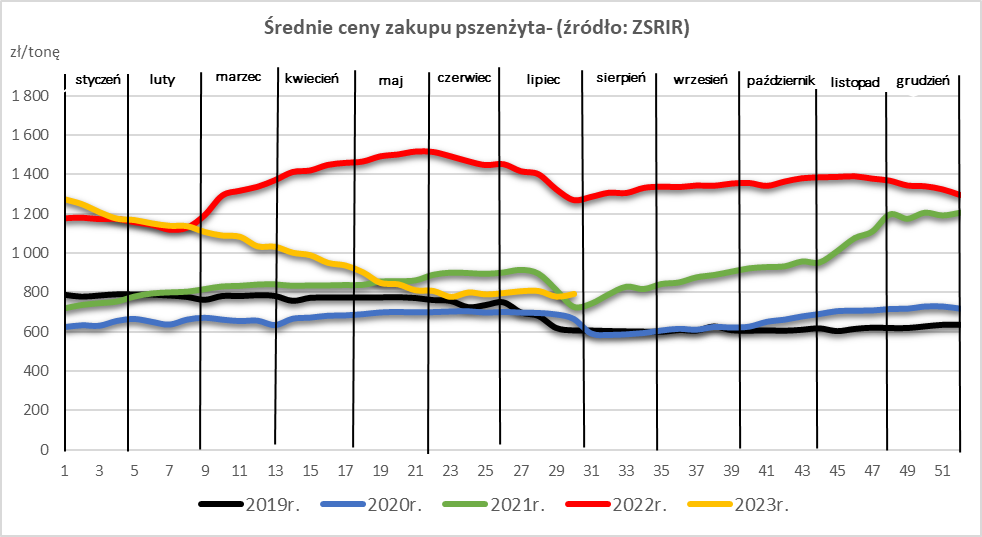 Średnie ceny zakupu pszenżyta- (źródło: ZSRIR)
zł/tonę
styczeń luty marzec kwiecień maj czerwiec lipiec sierpień wrzesień październik listopad grudzień
1 800
1 600
1 400
1 200
1 000
800
600
400
200
0
1 3 5 7 9 11 13 15 17 19 21 23 25 27 29 31 33 35 37 39 41 43 45 47 49 51
2019r. 2020r. 2021r. 2022r. 2023r.